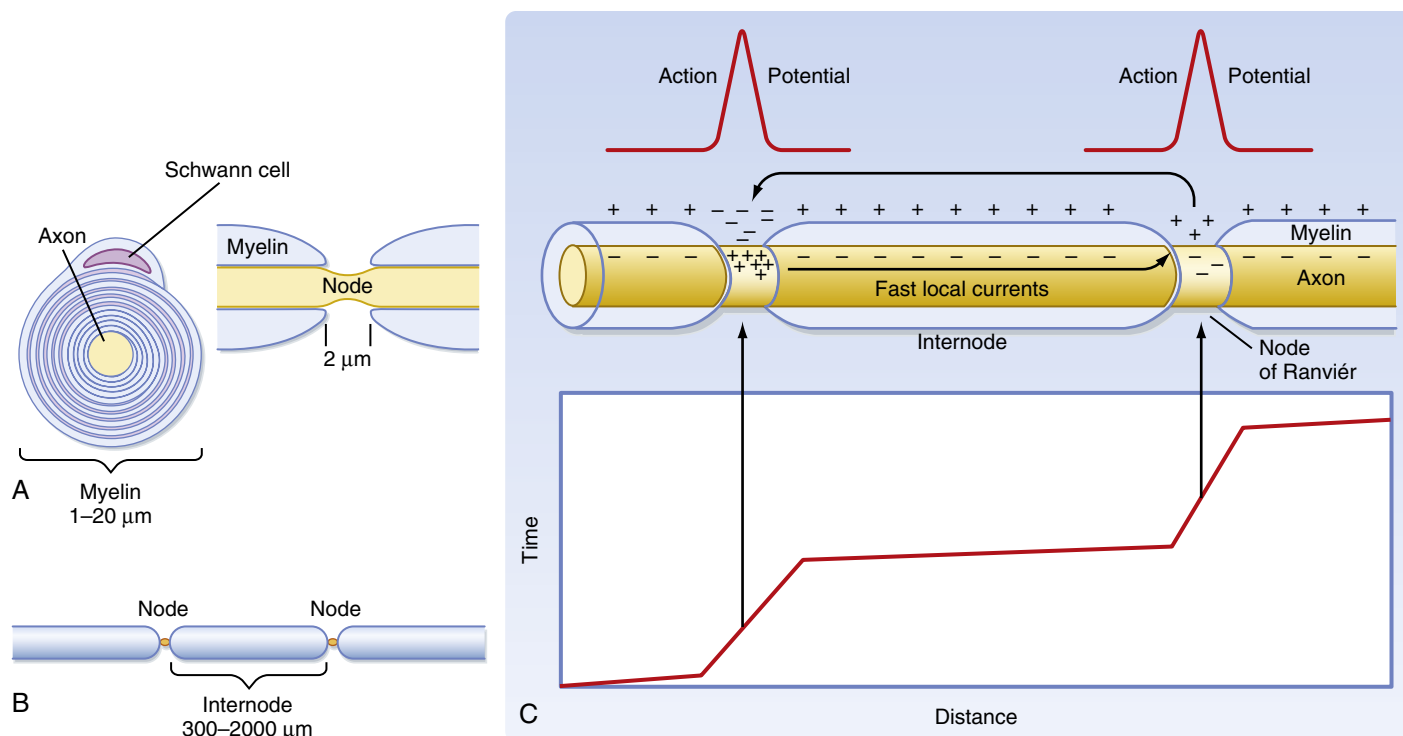 Schwann cell
Axon
Myelin
1–20 μm
A
Myelin
Node
2 μm
Node
Node
Internode
300–2000 μm
B
Action Potential
Action Potential
+ + + – – – + + + + + + + + + + + + + +
– – – + + + – – – – – – – – – – – – – –
Myelin
Axon
Fast local currents
Internode
Node
of Ranviér
Time
Distance
C